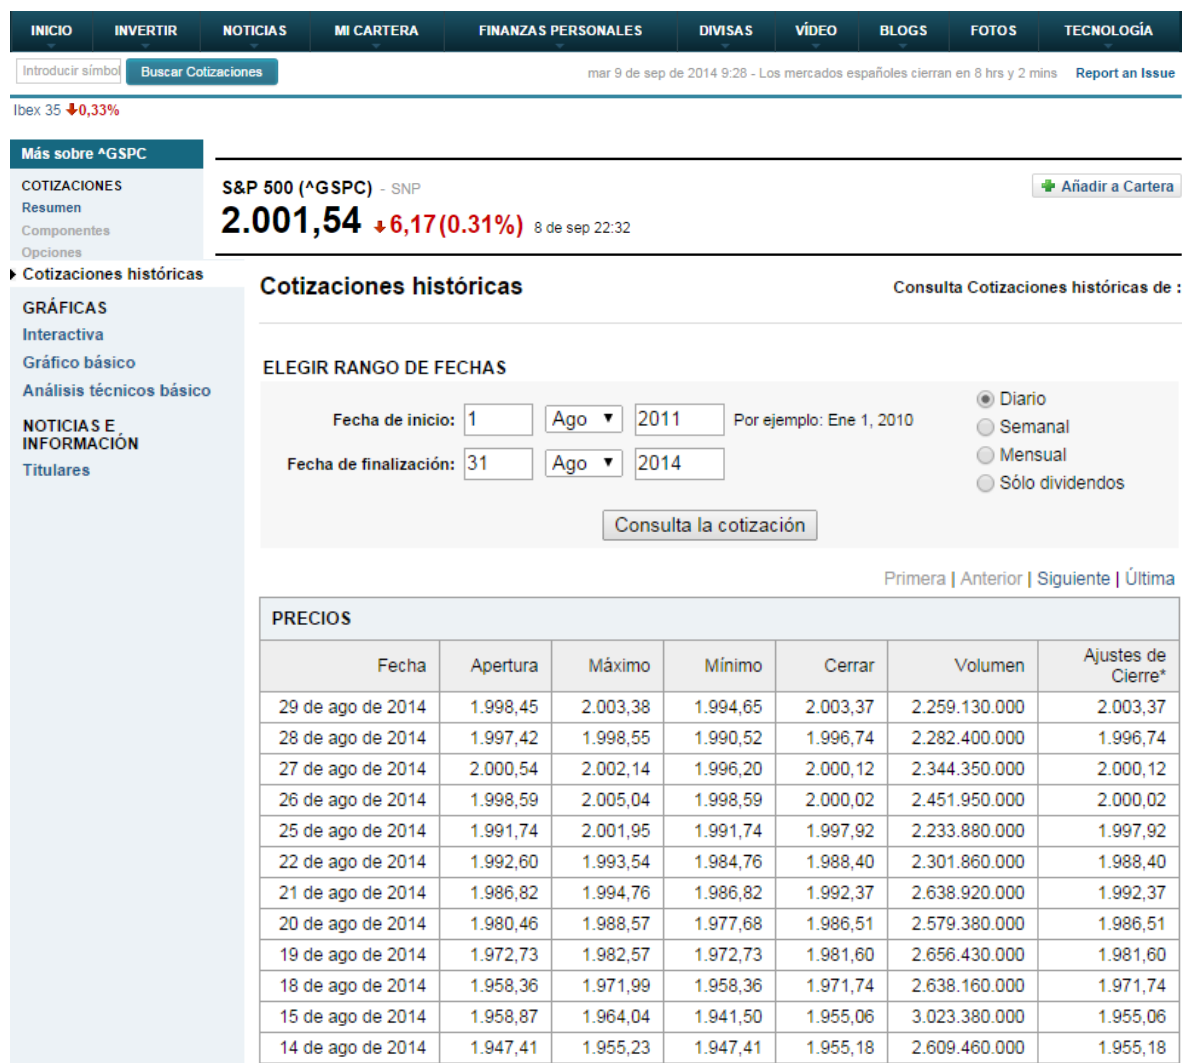 INICIO INVERTIR NOTICIAS MI CARTERA FINANZAS PERSONALES DIVISAS VÍDEO BLOGS FOTOS TECNOLOGÍA
Introducir símbol Buscar Cotizaciones mar 9 de sep de 2014 9:28 - Los mercados españoles cierran en 8 hrs y 2 mins Report an Issue
Ibex 35 0,33%
Más sobre ^GSPC
COTIZACIONES
Resumen
Componentes
Opciones
Cotizaciones históricas
GRÁFICAS
Interactiva
Gráfico básico
Análisis técnicos básico
NOTICIAS E
INFORMACIÓN
Titulares
S&P 500 (^GSPC) - SNP Añadir a Cartera
2.001,54 6,17(0.31%) 8 de sep 22:32
Cotizaciones históricas Consulta Cotizaciones históricas de :
ELEGIR RANGO DE FECHAS
Fecha de inicio: 1 Ago 2011 Por ejemplo: Ene 1, 2010
Fecha de finalización: 31 Ago 2014
Diario
Semanal
Mensual
Sólo dividendos
Consulta la cotización
Primera | Anterior | Siguiente | Última
PRECIOS
Fecha Apertura Máximo Mínimo Cerrar Volumen Ajustes de Cierre*
29 de ago de 2014 1.998,45 2.003,38 1.994,65 2.003,37 2.259.130.000 2.003,37
28 de ago de 2014 1.997,42 1.998,55 1.990,52 1.996,74 2.282.400.000 1.996,74
27 de ago de 2014 2.000,54 2.002,14 1.996,20 2.000,12 2.344.350.000 2.000,12
26 de ago de 2014 1.998,59 2.005,04 1.998,59 2.000,02 2.451.950.000 2.000,02
25 de ago de 2014 1.991,74 2.001,95 1.991,74 1.997,92 2.233.880.000 1.997,92
22 de ago de 2014 1.992,60 1.993,54 1.984,76 1.988,40 2.301.860.000 1.988,40
21 de ago de 2014 1.986,82 1.994,76 1.986,82 1.992,37 2.638.920.000 1.992,37
20 de ago de 2014 1.980,46 1.988,57 1.977,68 1.986,51 2.579.380.000 1.986,51
19 de ago de 2014 1.972,73 1.982,57 1.972,73 1.981,60 2.656.430.000 1.981,60
18 de ago de 2014 1.958,36 1.971,99 1.958,36 1.971,74 2.638.160.000 1.971,74
15 de ago de 2014 1.958,87 1.964,04 1.941,50 1.955,06 3.023.380.000 1.955,06
14 de ago de 2014 1.947,41 1.955,23 1.947,41 1.955,18 2.609.460.000 1.955,18